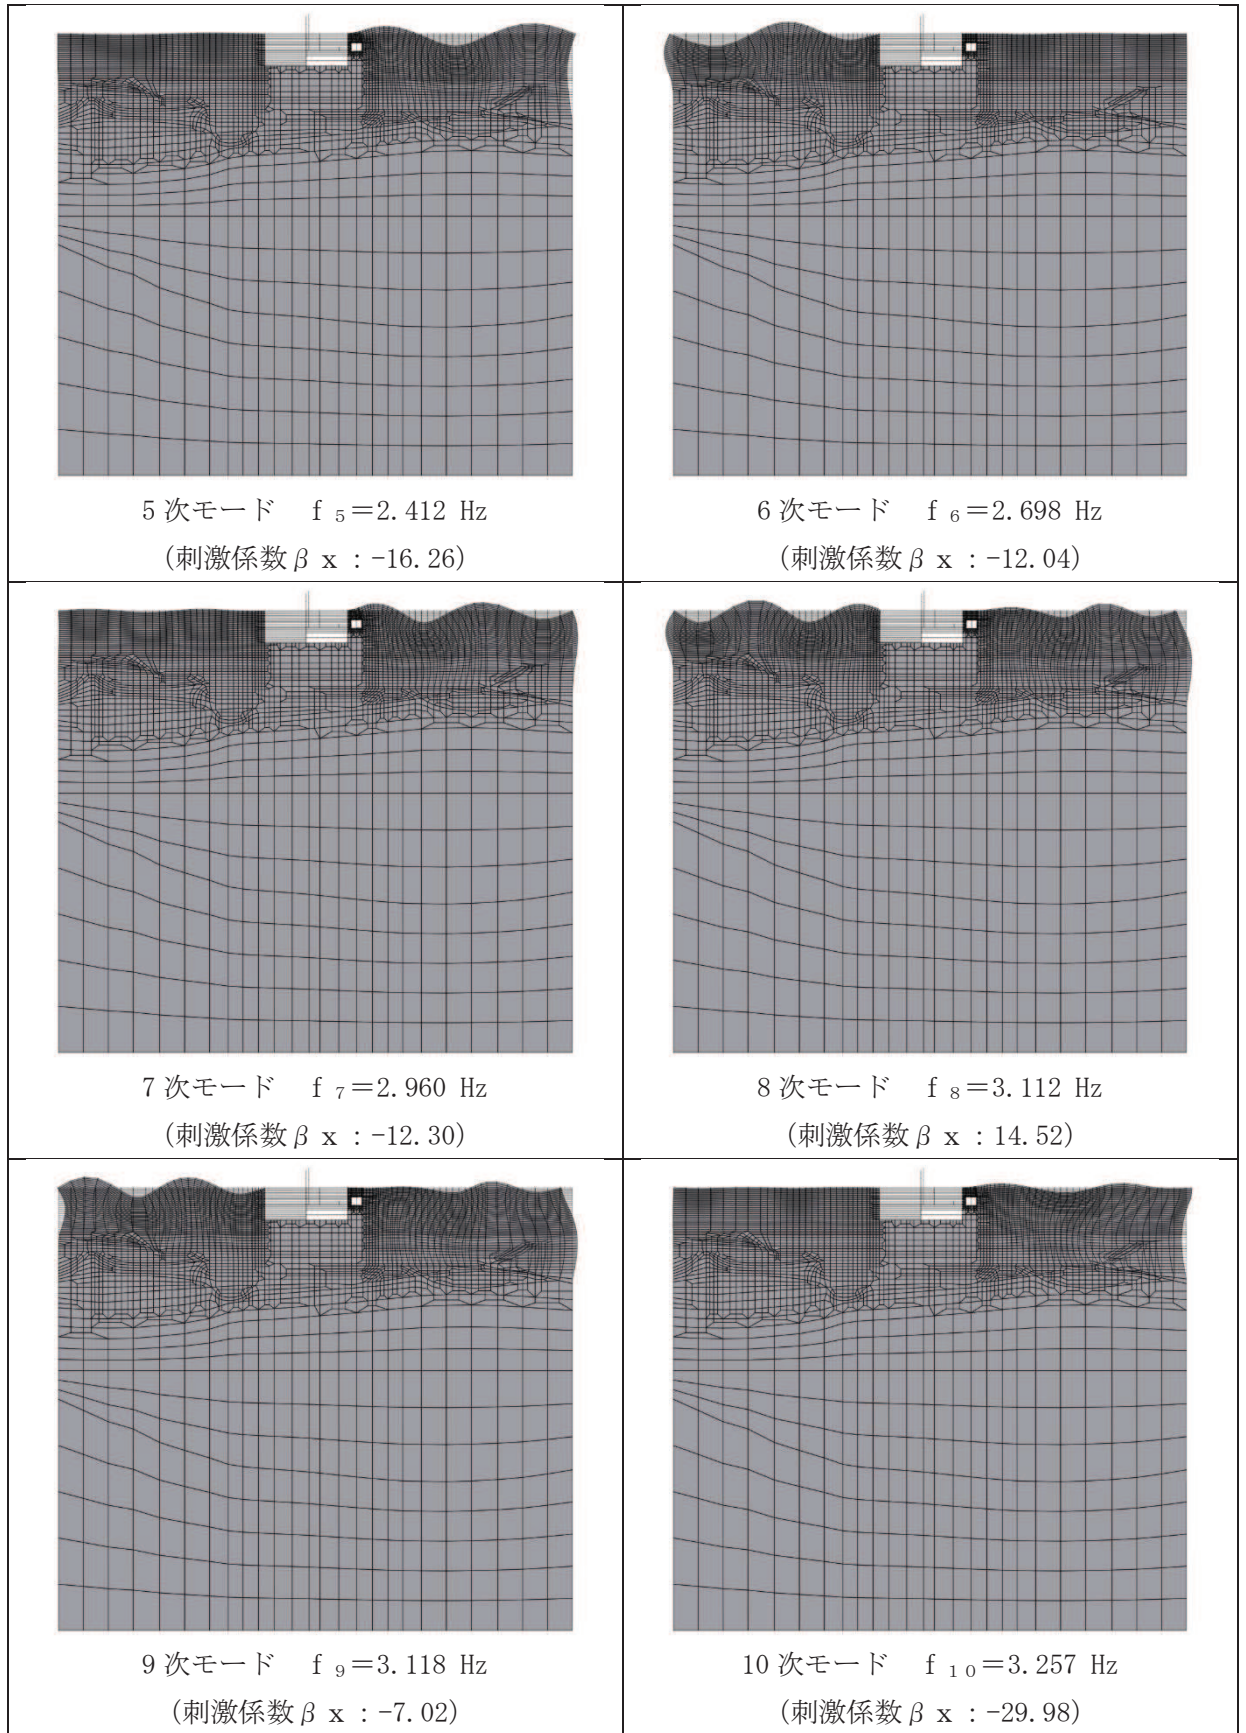 5 次モード　f ₅＝2.412 Hz
(刺激係数β x : -16.26)
6 次モード　f ₆＝2.698 Hz
(刺激係数β x : -12.04)
7 次モード　f ₇＝2.960 Hz
(刺激係数β x : -12.30)
8 次モード　f ₈＝3.112 Hz
(刺激係数β x : 14.52)
9 次モード　f ₉＝3.118 Hz
(刺激係数β x : -7.02)
10 次モード　f ₁₀＝3.257 Hz
(刺激係数β x : -29.98)